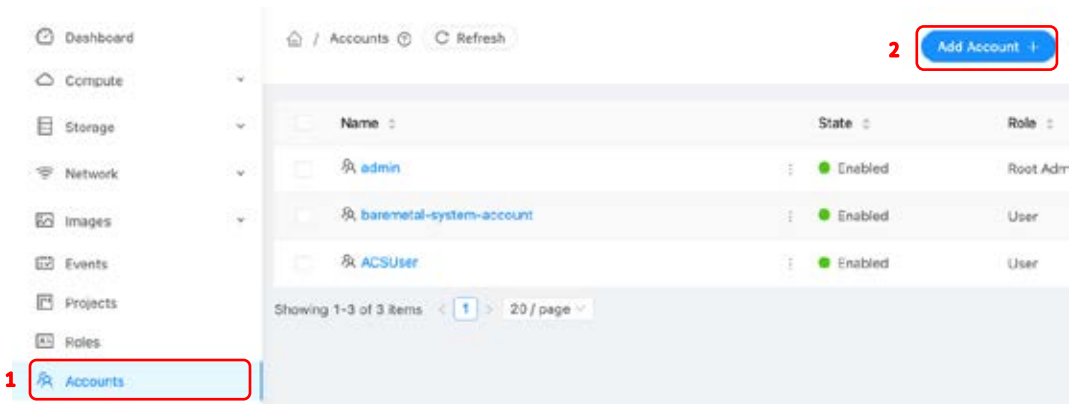 Dashboard
Compute
Storage
Network
Images
Events
Projects
Roles
1 Accounts
/ Accounts Refresh
2 Add Account +
Name State Role
admin Enabled Root Adm
baremetal-system-account Enabled User
ACSUser Enabled User
Showing 1-3 of 3 items < 1 > 20 / page